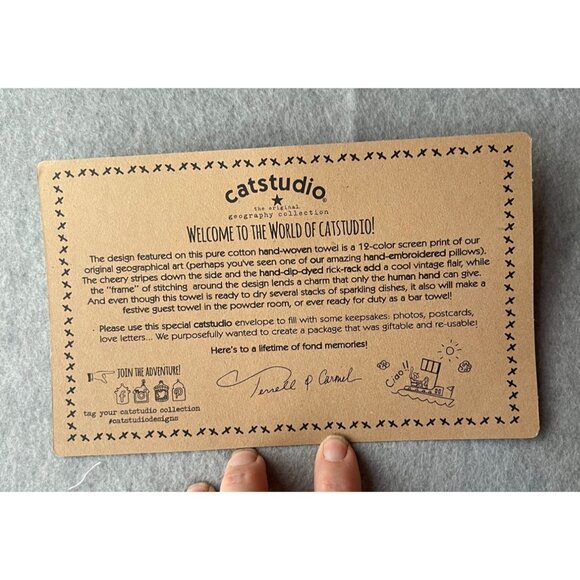 catstudio®
the original
geography collection
WELCOME TO THE WORLD OF CATSTUDIO!
The design featured on this pure cotton hand-woven towel is a 12-color screen print of our
original geographical art (perhaps you've seen one of our amazing hand-embroidered pillows).
The cheery stripes down the side and the hand-dip-dyed rick-rack add a cool vintage flair, while
the "frame" of stitching around the design lends a charm that only the human hand can give.
And even though this towel is ready to dry several stacks of sparkling dishes, it also will make a
festive guest towel in the powder room, or ever ready for duty as a bar towel!
Please use this special catstudio envelope to fill with some keepsakes: photos, postcards,
love letters... We purposefully wanted to create a package that was giftable and re-usable!
Here's to a lifetime of fond memories!
JOIN THE ADVENTURE!
tag your catstudio collection
#catstudiodesigns
Terrell & Carmel
Ciao!!